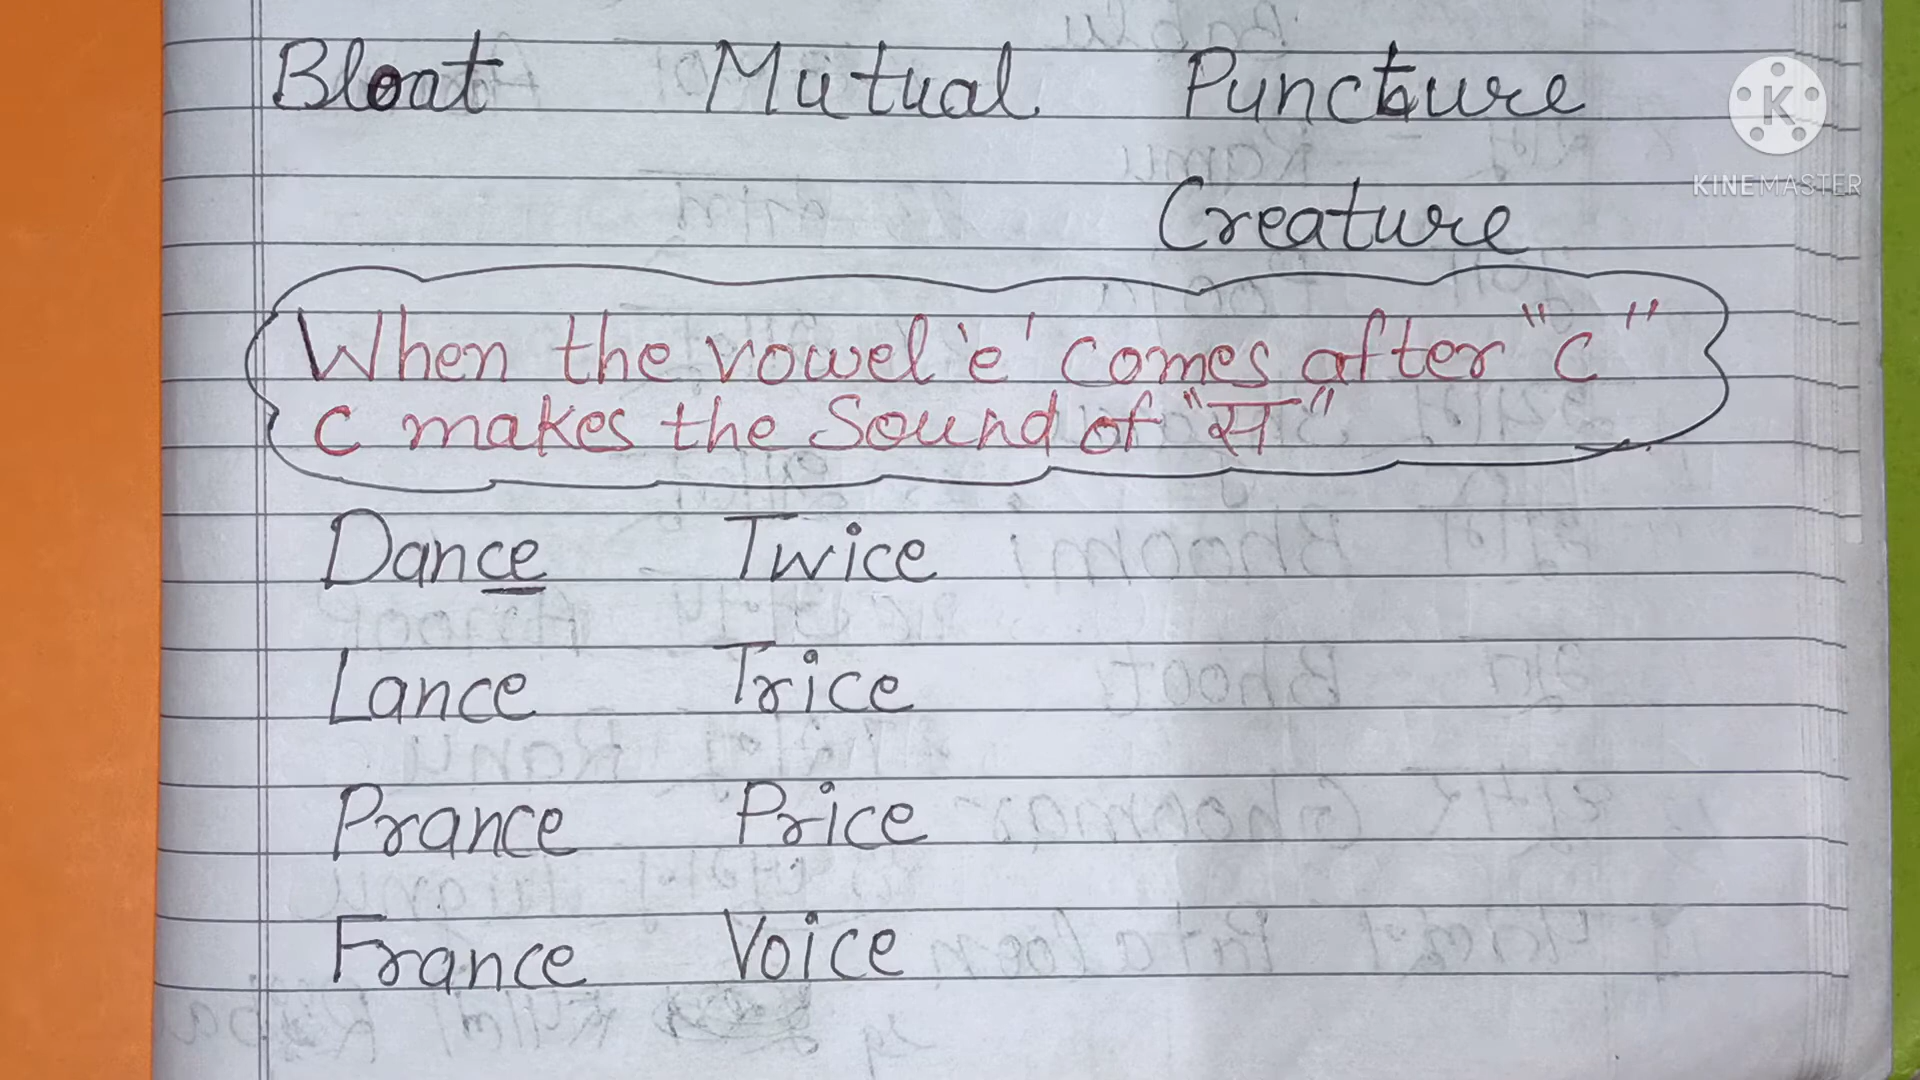 Bloat Mutual Puncture
Creature
When the vowel 'e' comes after "c"
c makes the Sound of "स"
Dance Twice
Lance Trice
Prance Price
France Voice
K
KINEMASTER